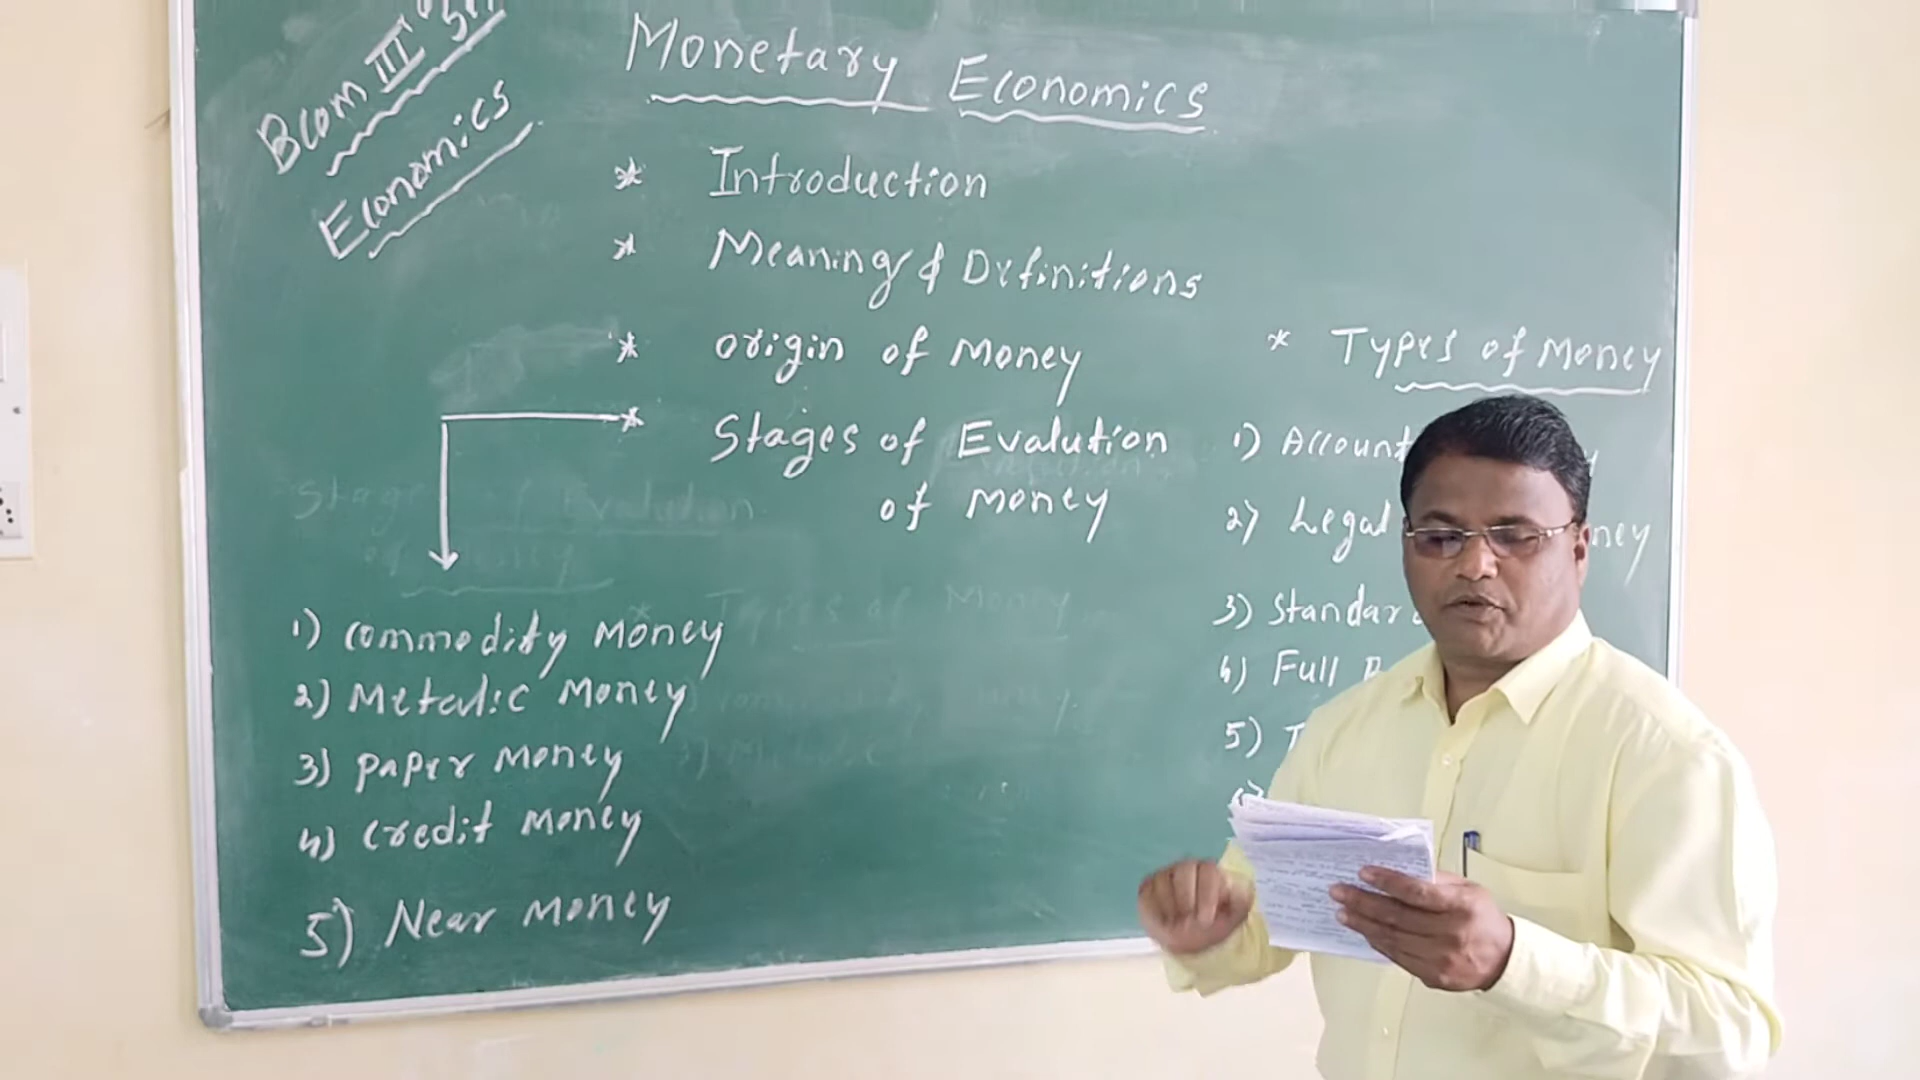 Bcom III
Economics
Monetary Economics
* Introduction
* Meaning & Definitions
* Origin of Money
* Stages of Evalution
of Money
1) Commodity Money
2) Metalic Money
3) Paper Money
4) Credit Money
5) Near Money
* Types of Money
1) Account
2) Legal
3) Standar
4) Full
5)